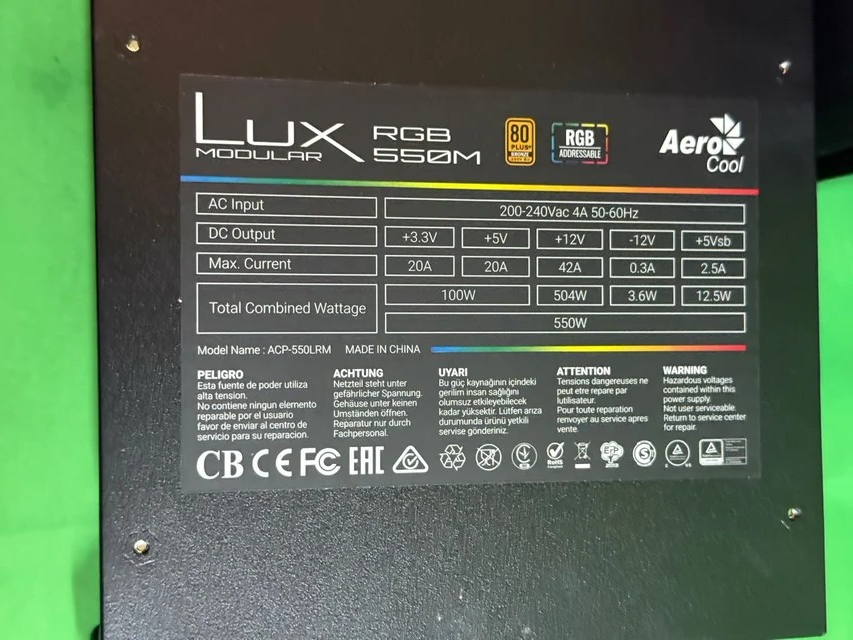 LUX RGB
MODULAR 550M
80
PLUS
BRONZE
RGB
ADDRESSABLE
Aero
Cool
AC Input 200-240Vac 4A 50-60Hz
DC Output +3.3V +5V +12V -12V +5Vsb
Max. Current 20A 20A 42A 0.3A 2.5A
Total Combined Wattage 100W 504W 3.6W 12.5W
550W
Model Name : ACP-550LRM MADE IN CHINA
PELIGRO
Esta fuente de poder utiliza
alta tension.
No contiene ningun elemento
reparable por el usuario
favor de enviar al centro de
servicio para su reparacion.
ACHTUNG
Netzteil steht unter
gefährlicher Spannung.
Gehäuse unter keinen
Umständen öffnen.
Reparatur nur durch
Fachpersonal.
UYARI
Bu güç kaynağının içindeki
gerilim insan sağlığını
olumsuz etkileyebilecek
kadar yüksektir. Lütfen arıza
durumunda ürünü yetkili
servise gönderiniz.
ATTENTION
Tensions dangereuses ne
peut etre repare par
l'utilisateur.
Pour toute reparation
renvoyer au service apres
vente.
WARNING
Hazardous voltages
contained within this
power supply.
Not user serviceable.
Return to service center
for repair.
CB CE FC EAC RoHS ErP S